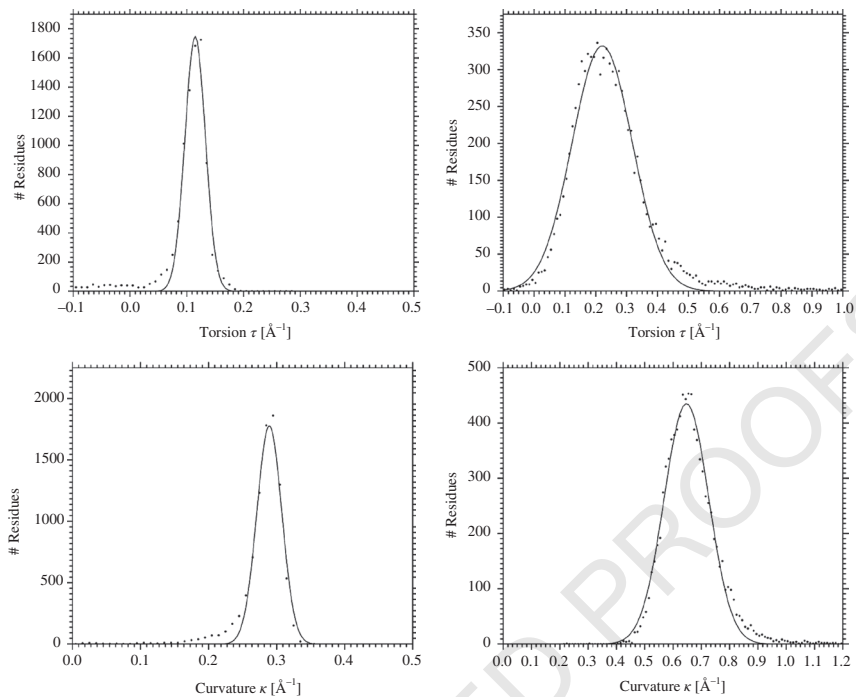 1800
1600
1400
1200
1000
800
600
400
200
0
# Residues
–0.1 0.0 0.1 0.2 0.3 0.4 0.5
Torsion τ [Å⁻¹]
350
300
250
200
150
100
50
0
# Residues
–0.1 0.0 0.1 0.2 0.3 0.4 0.5 0.6 0.7 0.8 0.9 1.0
Torsion τ [Å⁻¹]
2000
1500
1000
500
0
# Residues
0.0 0.1 0.2 0.3 0.4 0.5
Curvature κ [Å⁻¹]
500
400
300
200
100
0
# Residues
0.0 0.1 0.2 0.3 0.4 0.5 0.6 0.7 0.8 0.9 1.0 1.1 1.2
Curvature κ [Å⁻¹]
ED PROOFS